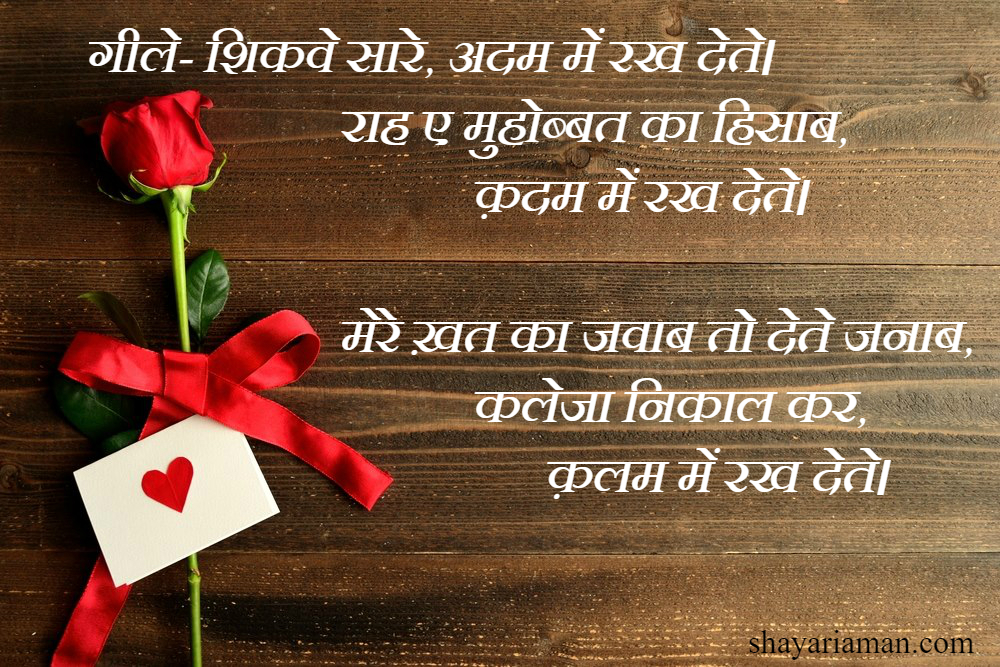 गीले- शिकवे सारे, अदम में रख देते।
राह ए मुहोब्बत का हिसाब,
क़दम में रख देते।
मेरै ख़त का जवाब तो देते जनाब,
कलेजा निकाल कर,
क़लम में रख देते।
shayariaman.com